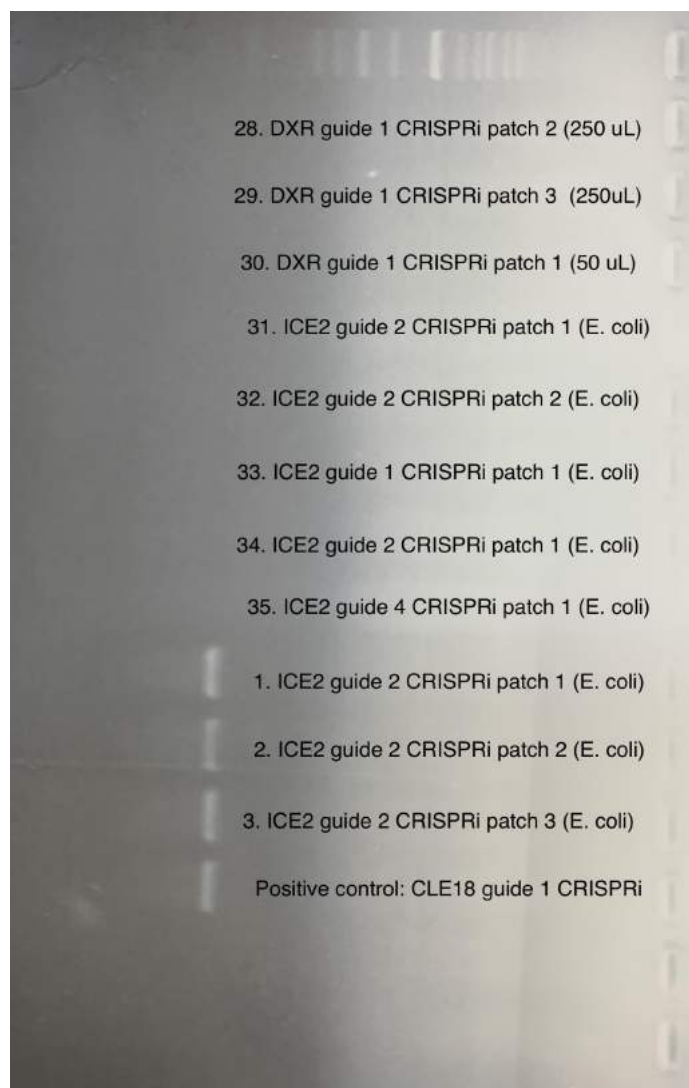 28. DXR guide 1 CRISPRi patch 2 (250 uL)
29. DXR guide 1 CRISPRi patch 3 (250uL)
30. DXR guide 1 CRISPRi patch 1 (50 uL)
31. ICE2 guide 2 CRISPRi patch 1 (E. coli)
32. ICE2 guide 2 CRISPRi patch 2 (E. coli)
33. ICE2 guide 1 CRISPRi patch 1 (E. coli)
34. ICE2 guide 2 CRISPRi patch 1 (E. coli)
35. ICE2 guide 4 CRISPRi patch 1 (E. coli)
1. ICE2 guide 2 CRISPRi patch 1 (E. coli)
2. ICE2 guide 2 CRISPRi patch 2 (E. coli)
3. ICE2 guide 2 CRISPRi patch 3 (E. coli)
Positive control: CLE18 guide 1 CRISPRi